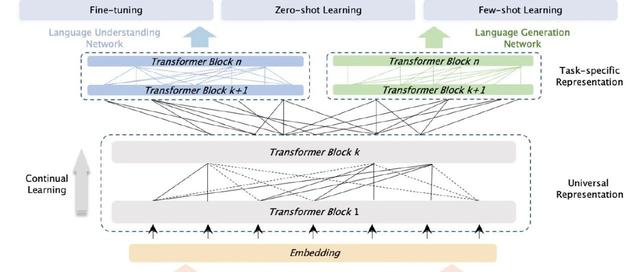 Fine-tuning
Zero-shot Learning
Few-shot Learning
Language Understanding
Network
Language Generation
Network
Transformer Block n
Transformer Block n
Transformer Block k+1
Transformer Block k+1
Task-specific
Representation
Transformer Block k
Continual
Learning
Universal
Representation
Transformer Block 1
Embedding